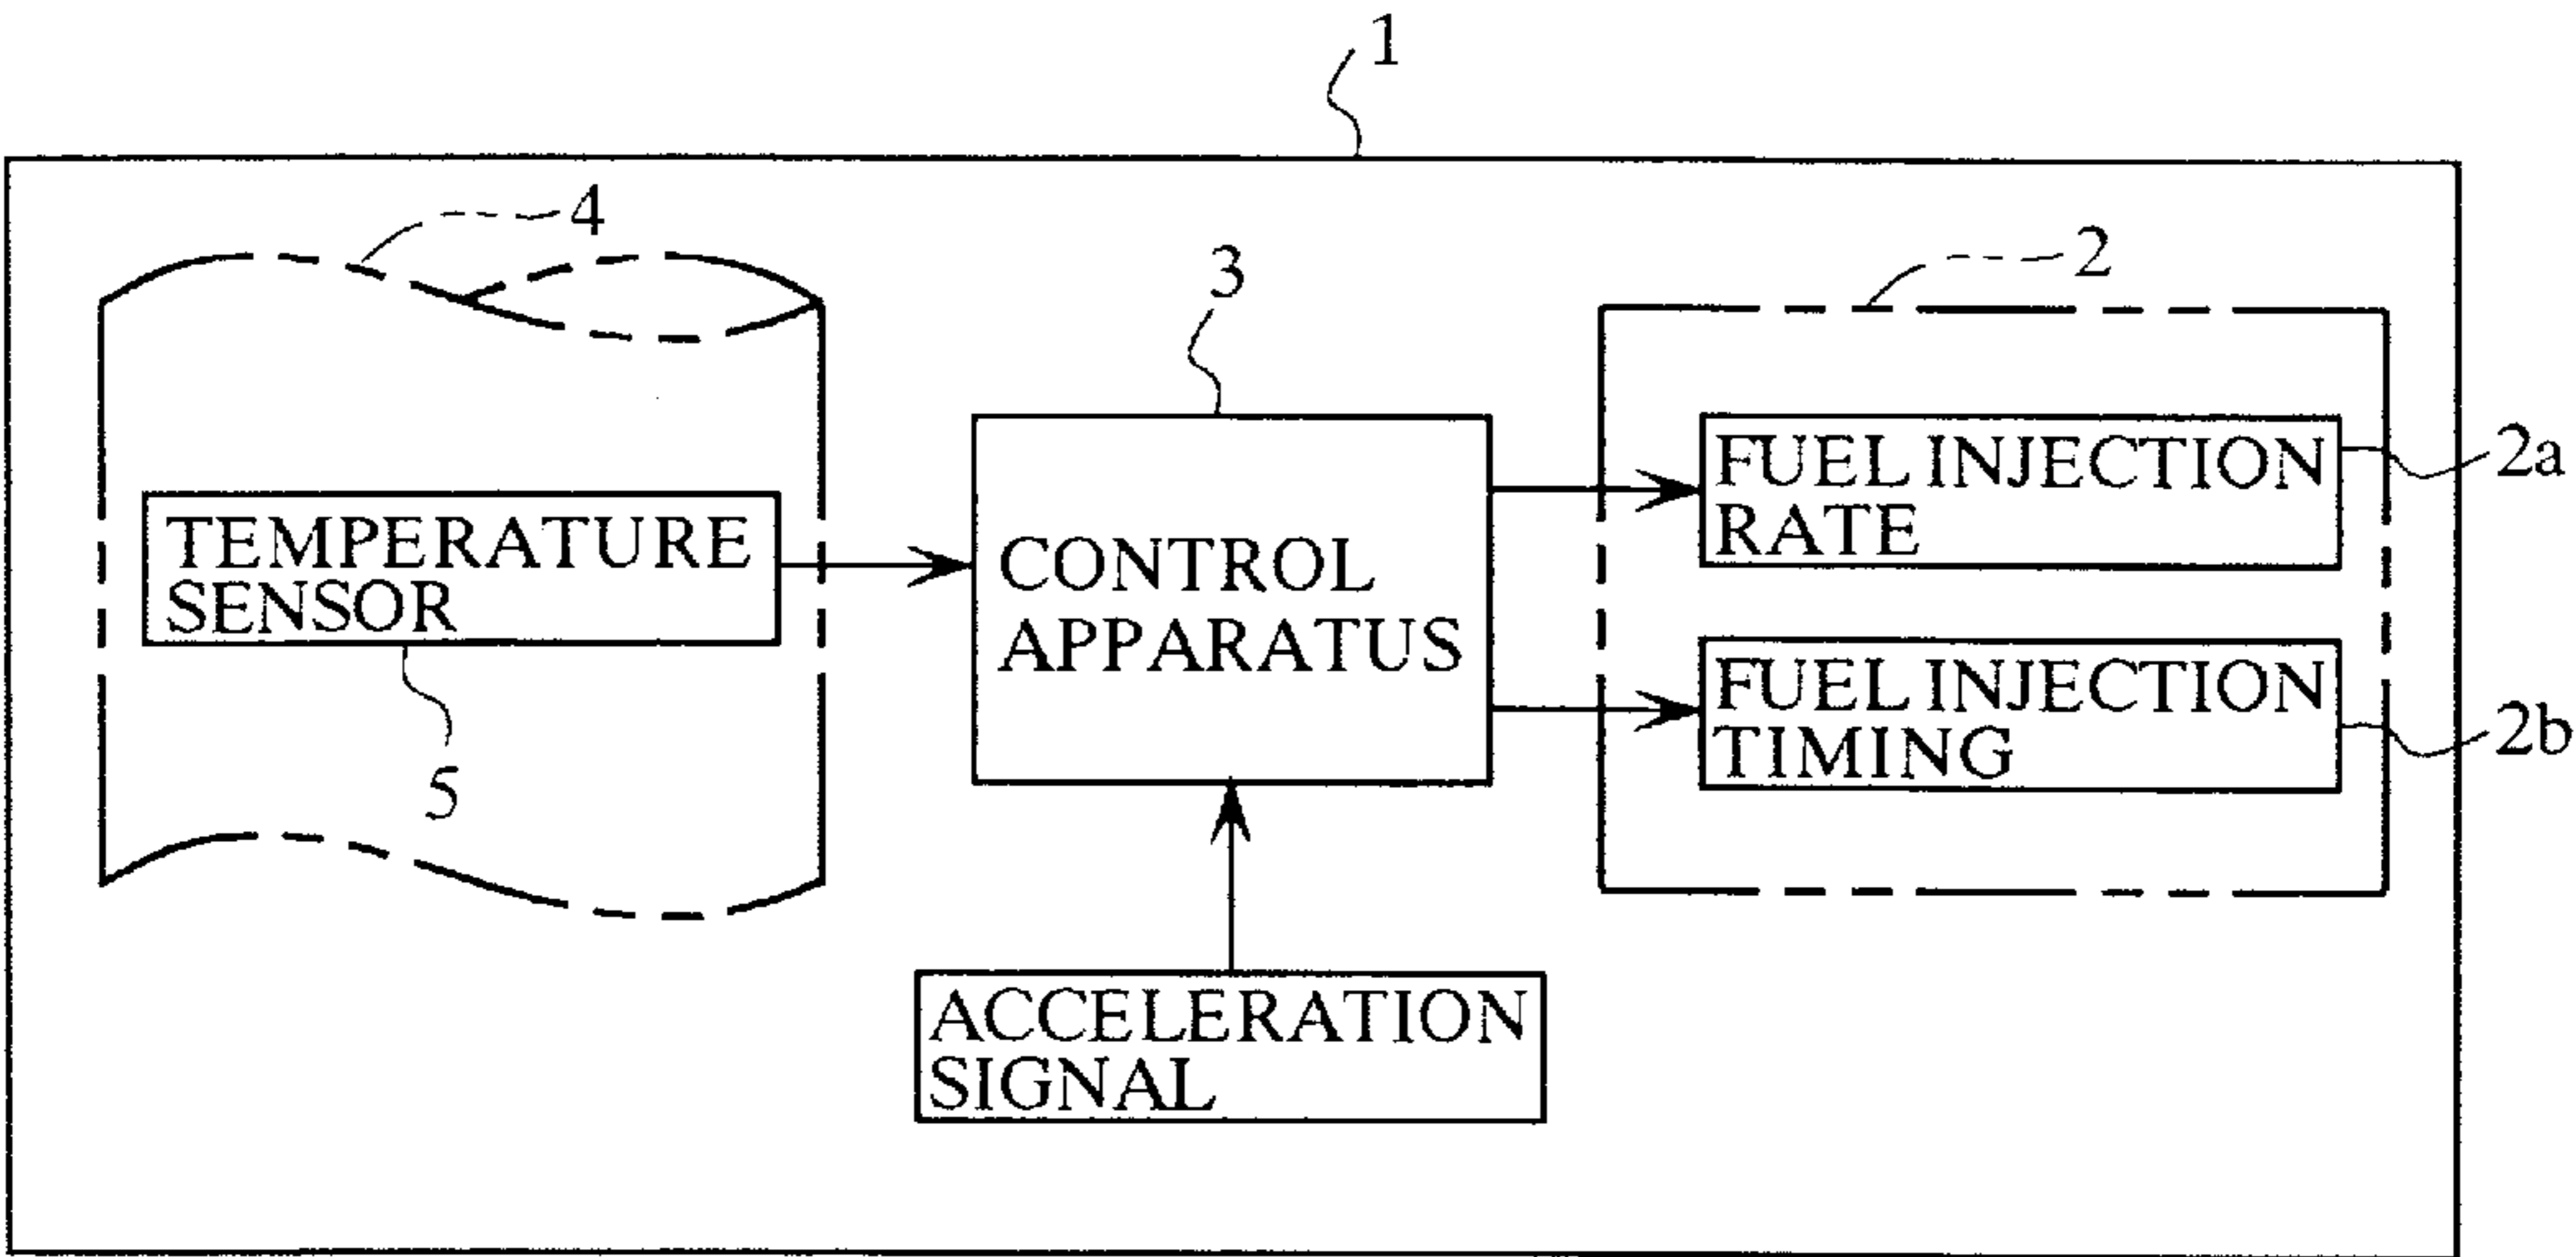 1
4
2
3
FUEL INJECTION
RATE
2a
TEMPERATURE
SENSOR
CONTROL
APPARATUS
FUEL INJECTION
TIMING
2b
5
ACCELERATION
SIGNAL